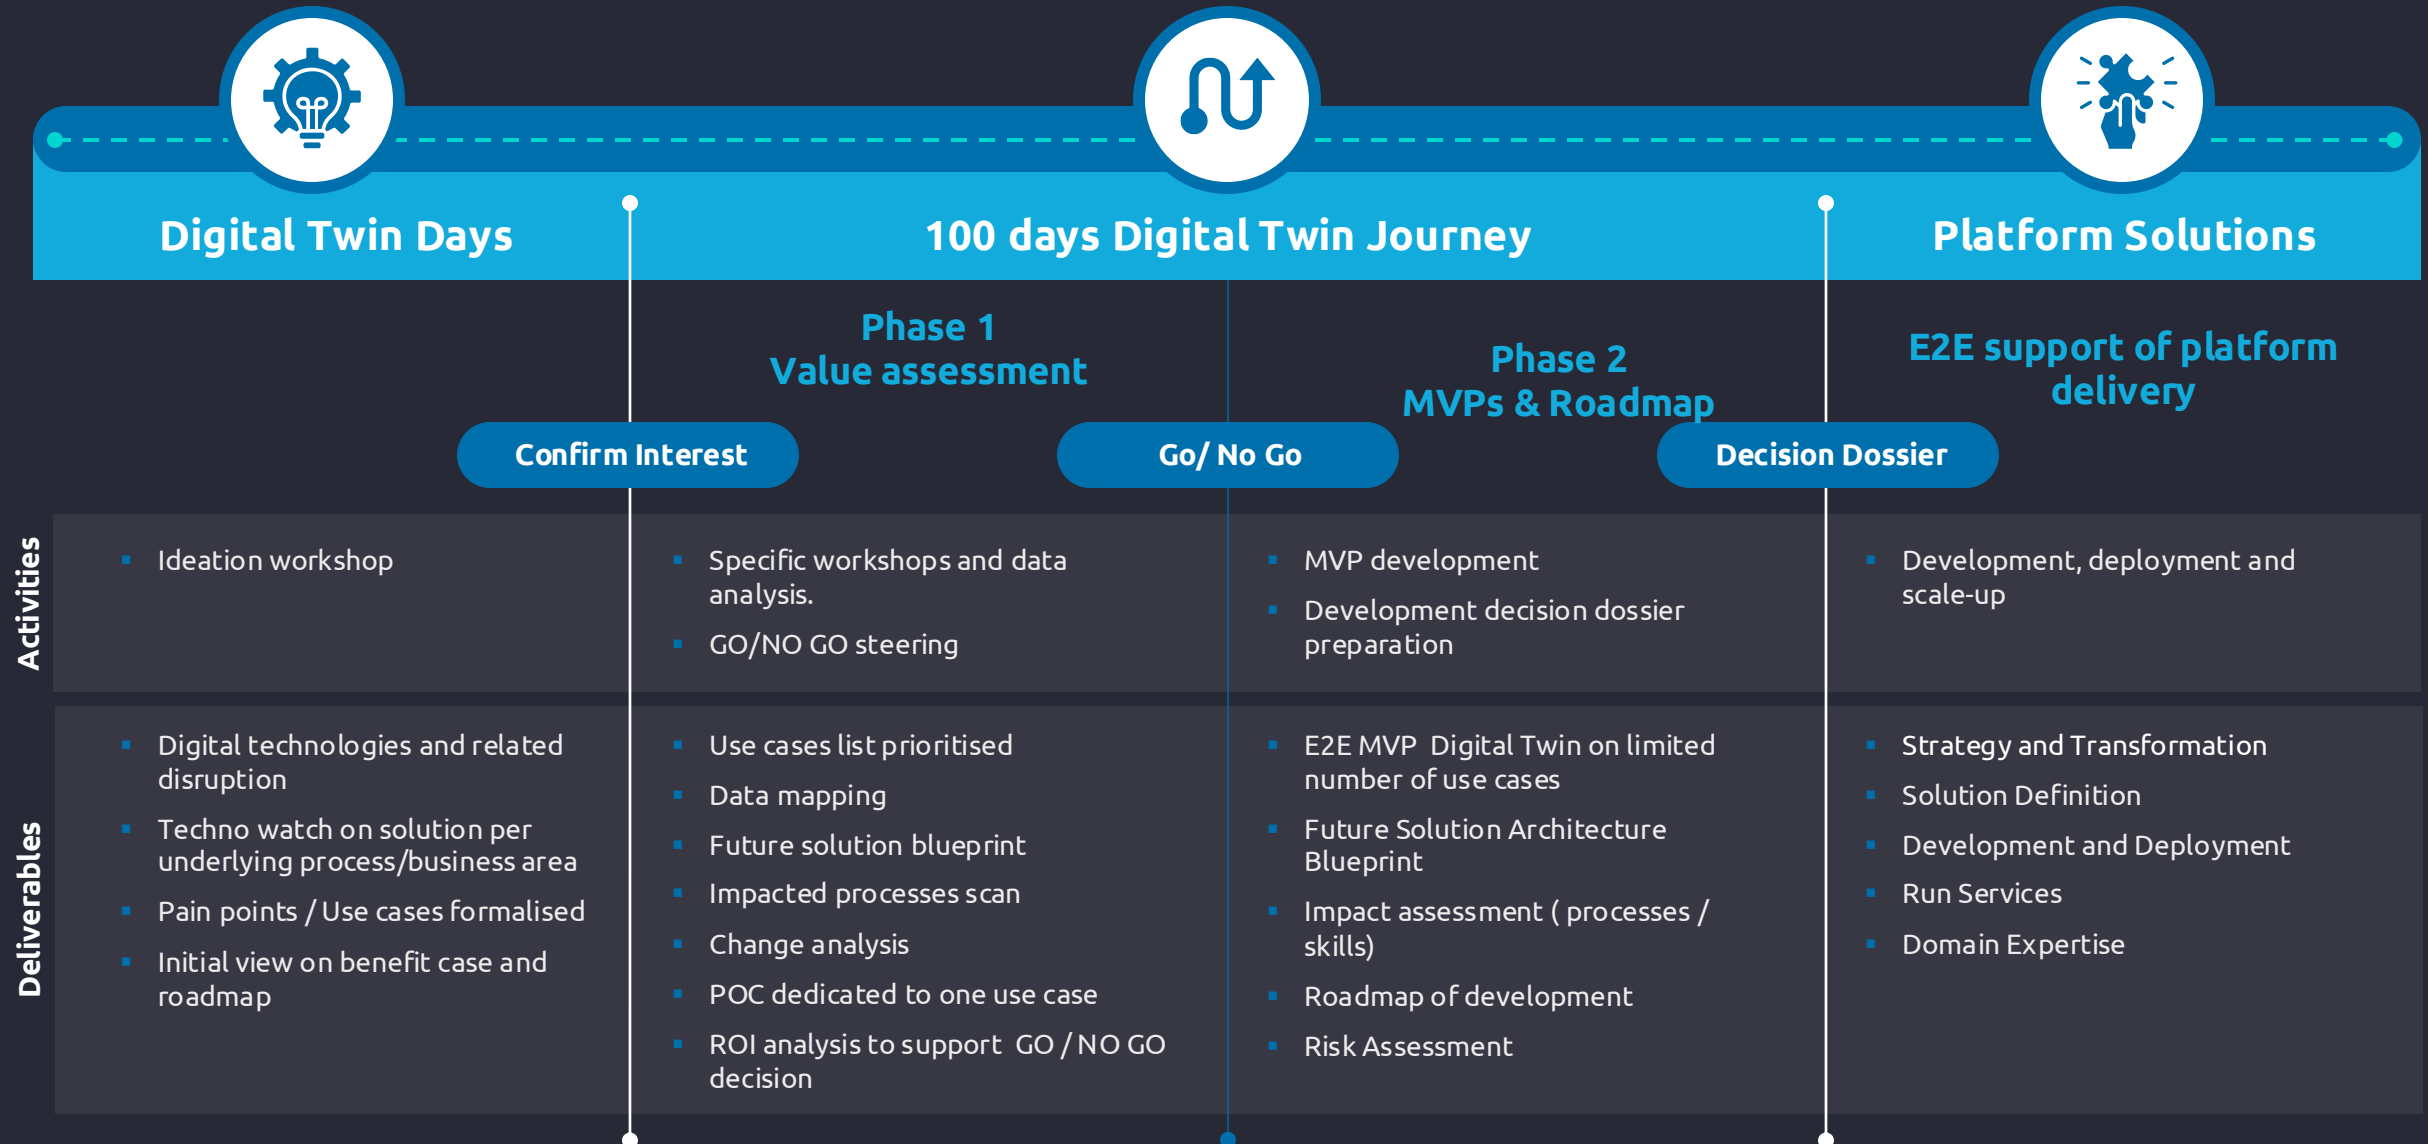 Digital Twin Days
100 days Digital Twin Journey
Platform Solutions
Phase 1
Value assessment
Phase 2
MVPs & Roadmap
E2E support of platform
delivery
Confirm Interest
Go/ No Go
Decision Dossier
Activities
Ideation workshop
Specific workshops and data
analysis.
GO/NO GO steering
MVP development
Development decision dossier
preparation
Development, deployment and
scale-up
Deliverables
Digital technologies and related
disruption
Techno watch on solution per
underlying process/business area
Pain points / Use cases formalised
Initial view on benefit case and
roadmap
Use cases list prioritised
Data mapping
Future solution blueprint
Impacted processes scan
Change analysis
POC dedicated to one use case
ROI analysis to support  GO / NO GO
decision
E2E MVP  Digital Twin on limited
number of use cases
Future Solution Architecture
Blueprint
Impact assessment ( processes /
skills)
Roadmap of development
Risk Assessment
Strategy and Transformation
Solution Definition
Development and Deployment
Run Services
Domain Expertise